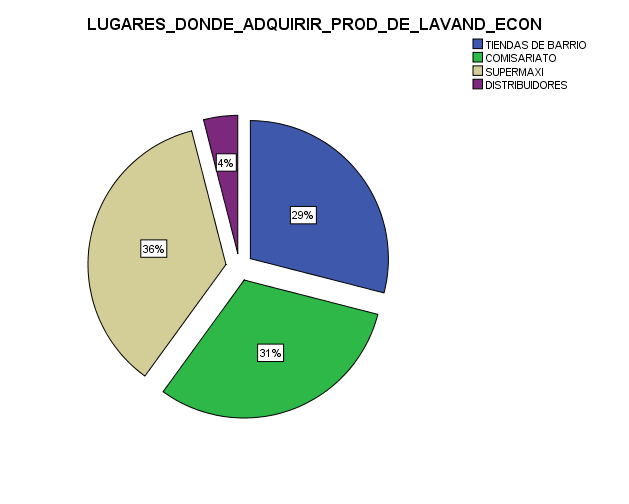 LUGARES_DONDE_ADQUIRIR_PROD_DE_LAVAND_ECON
TIENDAS DE BARRIO
COMISARIATO
SUPERMAXI
DISTRIBUIDORES
4%
29%
36%
31%